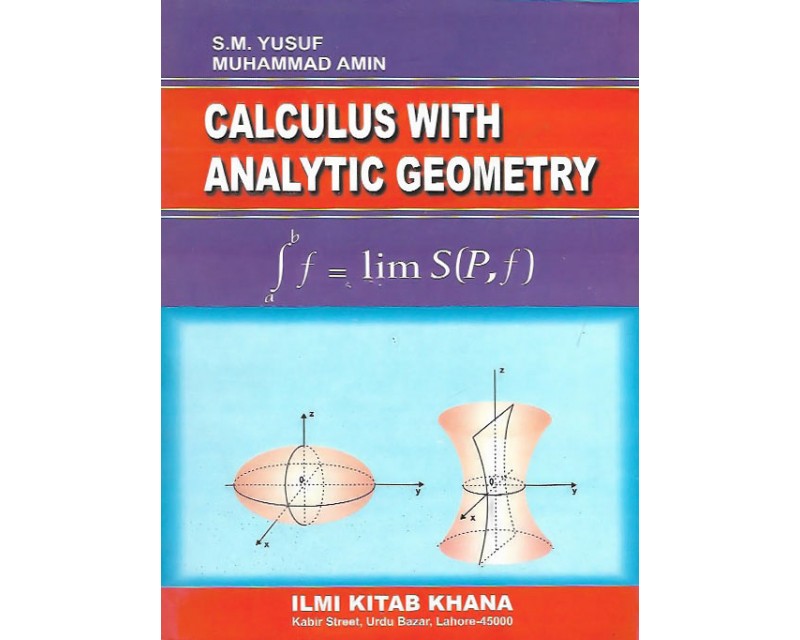 S.M. YUSUF
MUHAMMAD AMIN
CALCULUS WITH
ANALYTIC GEOMETRY
∫ₐᵇ f = lim S(P, f)
z
y
x
0
z
y
x
0
ILMI KITAB KHANA
Kabir Street, Urdu Bazar, Lahore-45000